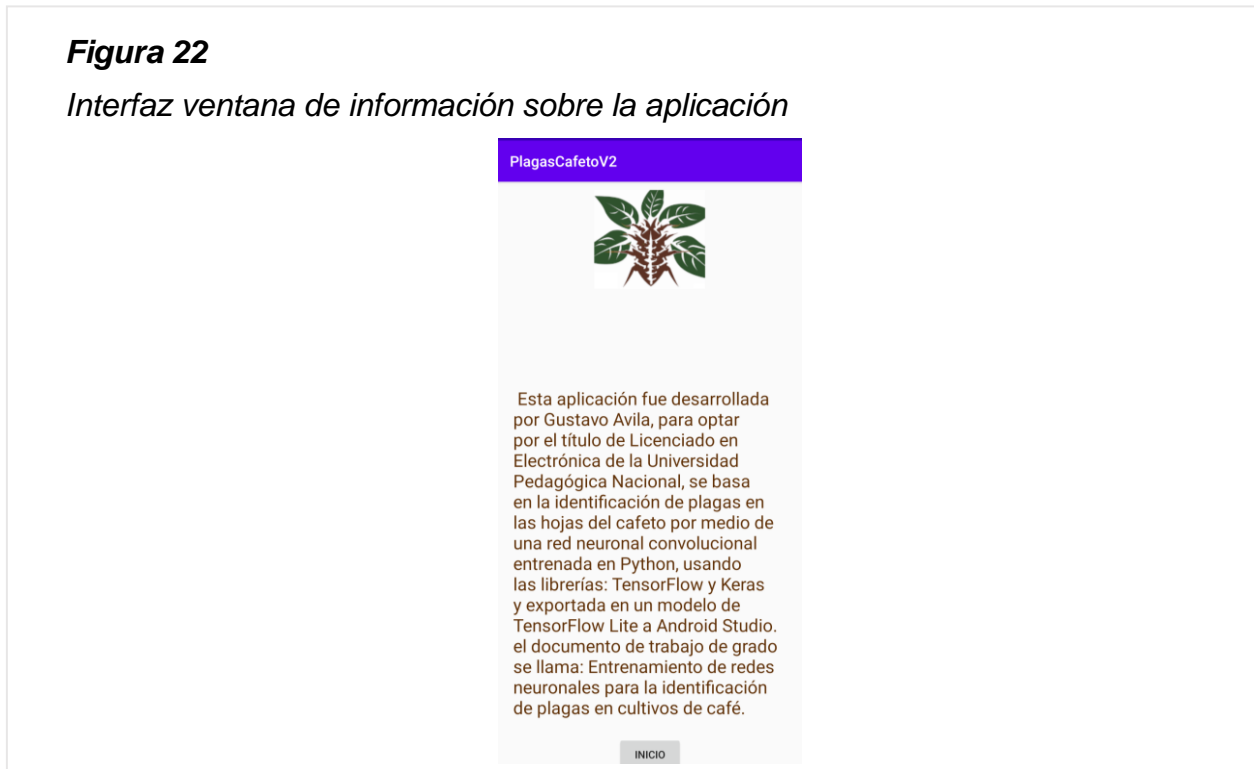 Figura 22
Interfaz ventana de información sobre la aplicación
PlagasCafetoV2
Esta aplicación fue desarrollada
por Gustavo Avila, para optar
por el título de Licenciado en
Electrónica de la Universidad
Pedagógica Nacional, se basa
en la identificación de plagas en
las hojas del cafeto por medio de
una red neuronal convolucional
entrenada en Python, usando
las librerías: TensorFlow y Keras
y exportada en un modelo de
TensorFlow Lite a Android Studio.
el documento de trabajo de grado
se llama: Entrenamiento de redes
neuronales para la identificación
de plagas en cultivos de café.
INICIO